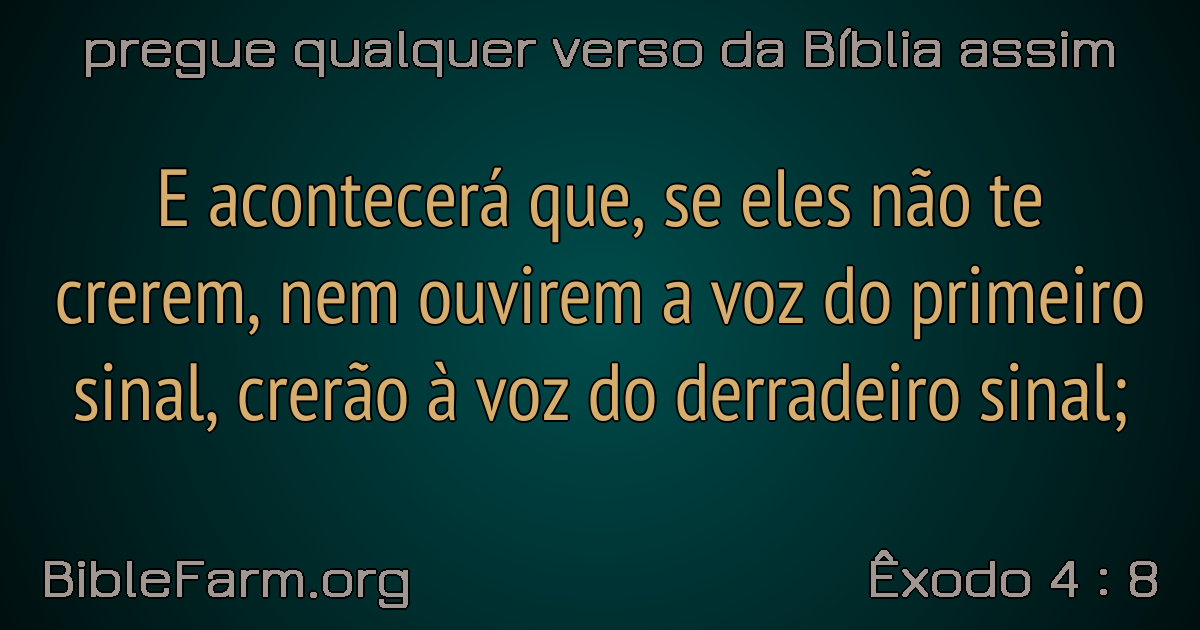 pregue qualquer verso da Bíblia assim
E acontecerá que, se eles não te
crerem, nem ouvirem a voz do primeiro
sinal, crerão à voz do derradeiro sinal;
BibleFarm.org
Êxodo 4 : 8